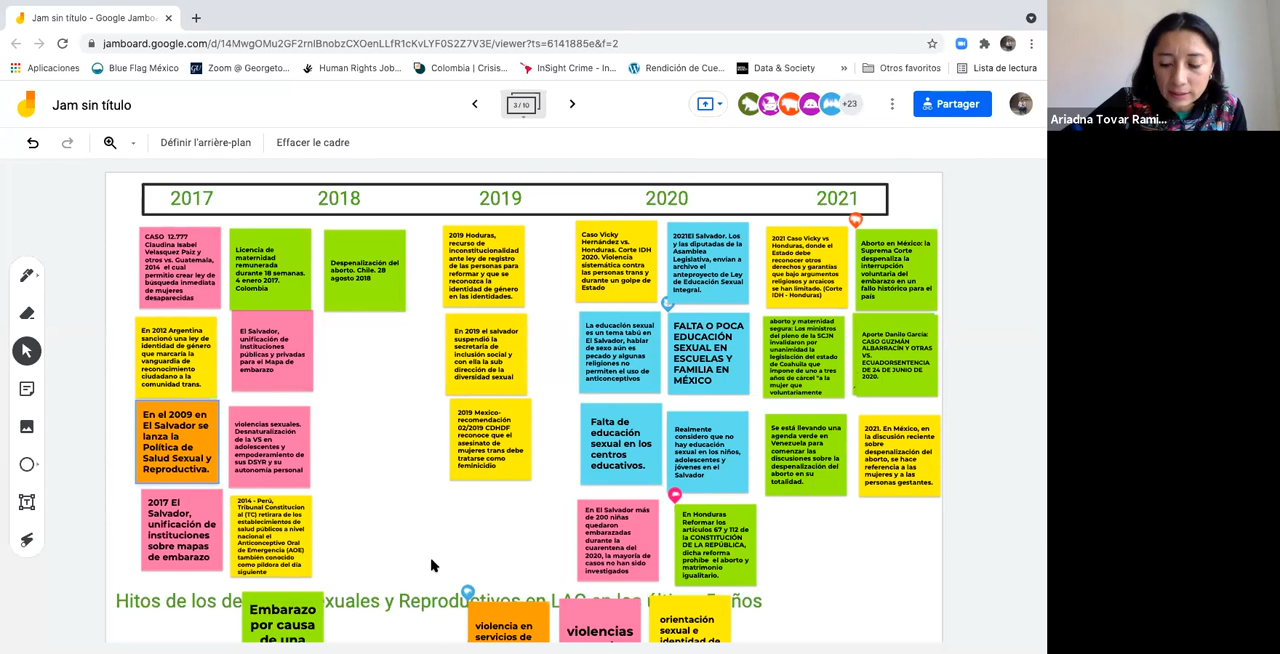 Jam sin título - Google Jambo
jamboard.google.com/d/14MwgOMu2GF2rnIBnobzCXOenLLfR1cKvLYF0S2Z7V3E/viewer?ts=6141885e&f=2
Aplicaciones
Blue Flag México
Zoom @ Georgeto...
Human Rights Job...
Colombia | Crisis...
InSight Crime - In...
Rendición de Cue...
Data & Society
»
Otros favoritos
Lista de lectura
Jam sin título
3 / 10
+23
Partager
Définir l'arrière-plan
Effacer le cadre
Ariadna Tovar Rami...
2017
2018
2019
2020
2021
CASO 12.777
Claudina Isabel
Velasquez Paiz y
otros vs. Guatemala,
2014 el cual
permitio crear ley de
búsqueda inmediata
de mujeres
desaparecidas
Licencia de
maternidad
remunerada
durante 18 semanas.
4 enero 2017.
Colombia
Despenalización del
aborto. Chile. 28
agosto 2018
2019 Hoduras,
recurso de
inconstitucionalidad
ante ley de registro
de las personas para
reformar y que se
reconozca la
identidad de género
en las identidades.
Caso Vicky
Hernández vs.
Honduras. Corte IDH
2020. Violencia
sistemática contra
las personas trans y
durante un golpe de
Estado
2021El Salvador. Los
y las diputadas de la
Asamblea
Legislativa, envían a
archivo el
anteproyecto de Ley
de Educación Sexual
Integral.
2021 Caso Vicky vs
Honduras, donde el
Estado debe
reconocer otros
derechos y garantías
que bajo argumentos
religiosos y arcaicos
se han limitado. (Corte
IDH - Honduras)
Aborto en México: la
Suprema Corte
despenaliza la
interrupción
voluntaria del
embarazo en un
fallo histórico para el
país
En 2012 Argentina
sancionó una ley de
identidad de género
que marcaría la
vanguardia de
reconocimiento
ciudadano a la
comunidad trans.
El Salvador,
unificación de
Instituciones
públicas y privadas
para el Mapa de
embarazo
En 2019 el salvador
suspendió la
secretaría de
inclusión social y
con ella la sub
dirección de la
diversidad sexual
La educación sexual
es un tema tabú en
El Salvador, hablar
de sexo aún es
pecado y algunas
religiones no
permiten el uso de
anticonceptivos
FALTA O POCA
EDUCACIÓN
SEXUAL EN
ESCUELAS Y
FAMILIA EN
MÉXICO
aborto y maternidad
segura: Los ministros
del pleno de la SCJN
invalidaron por
unanimidad la
legislación del estado
de Coahuila que
impone de uno a tres
años de cárcel "a la
mujer que
voluntariamente
Aporte Danilo García:
CASO GUZMÁN
ALBARRACÍN Y OTRAS
VS.
ECUADORSENTENCIA
DE 24 DE JUNIO DE
2020.
En el 2009 en
El Salvador se
lanza la
Política de
Salud Sexual y
Reproductiva.
violencias sexuales.
Desnaturalización de
la VS en
adolescentes y
empoderamiento de
sus DSYR y su
autonomía personal
2019 Mexico-
recomendación
02/2019 CDHDF
reconoce que el
asesinato de
mujeres trans debe
tratarse como
feminicidio
Falta de
educación
sexual en los
centros
educativos.
Realmente
considero que no
hay educación
sexual en los niños,
adolescentes y
jóvenes en el
Salvador
Se está llevando una
agenda verde en
Venezuela para
comenzar las
discusiones sobre la
despenalización del
aborto en su
totalidad.
2021. En México, en
la discusión reciente
sobre
despenalización del
aborto, se hace
referencia a las
mujeres y a las
personas gestantes.
2017 El
Salvador,
unificación de
instituciones
sobre mapas
de embarazo
2014 - Perú,
Tribunal Constitucion
al (TC) retirara de los
establecimientos de
salud públicos a nivel
nacional el
Anticonceptivo Oral
de Emergencia (AOE)
también conocido
como píldora del día
siguiente
En El Salvador más
de 200 niñas
quedaron
embarazadas
durante la
cuarentena del
2020, la mayoría de
casos no han sido
investigados
En Honduras
Reformar los
artículos 67 y 112 de
la CONSTITUCIÓN
DE LA REPÚBLICA,
dicha reforma
prohíbe el aborto y
matrimonio
igualitario.
Hitos de los de exuales y Reproductivos en LAC en los últi ños
Embarazo
por causa
de una
violencia en
servicios de
violencias
orientación
sexual e
identidad de